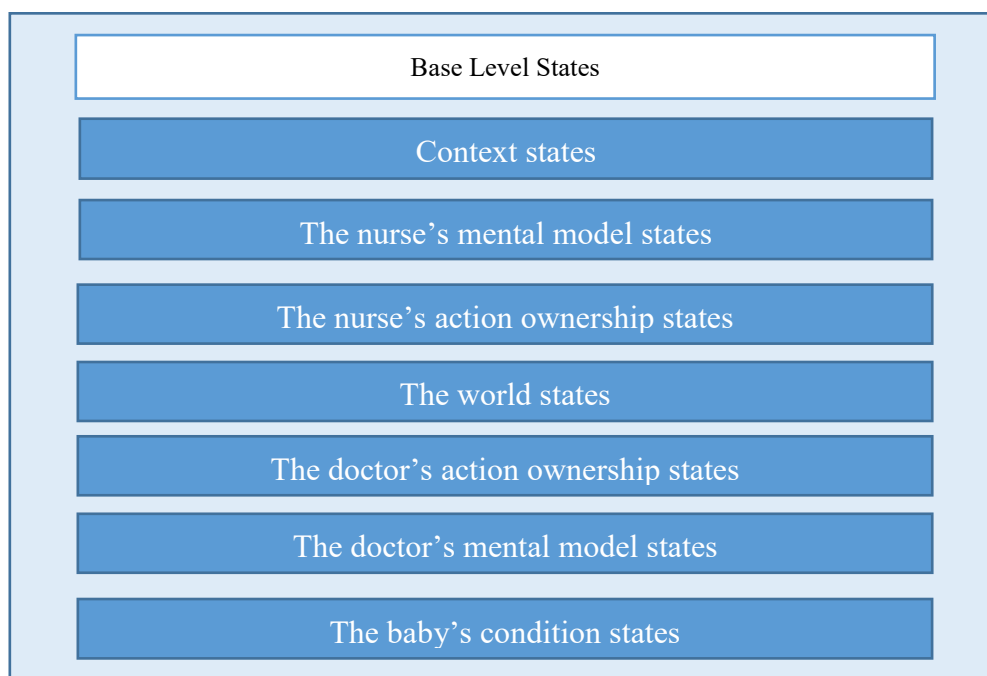 Base Level States
Context states
The nurse’s mental model states
The nurse’s action ownership states
The world states
The doctor’s action ownership states
The doctor’s mental model states
The baby’s condition states